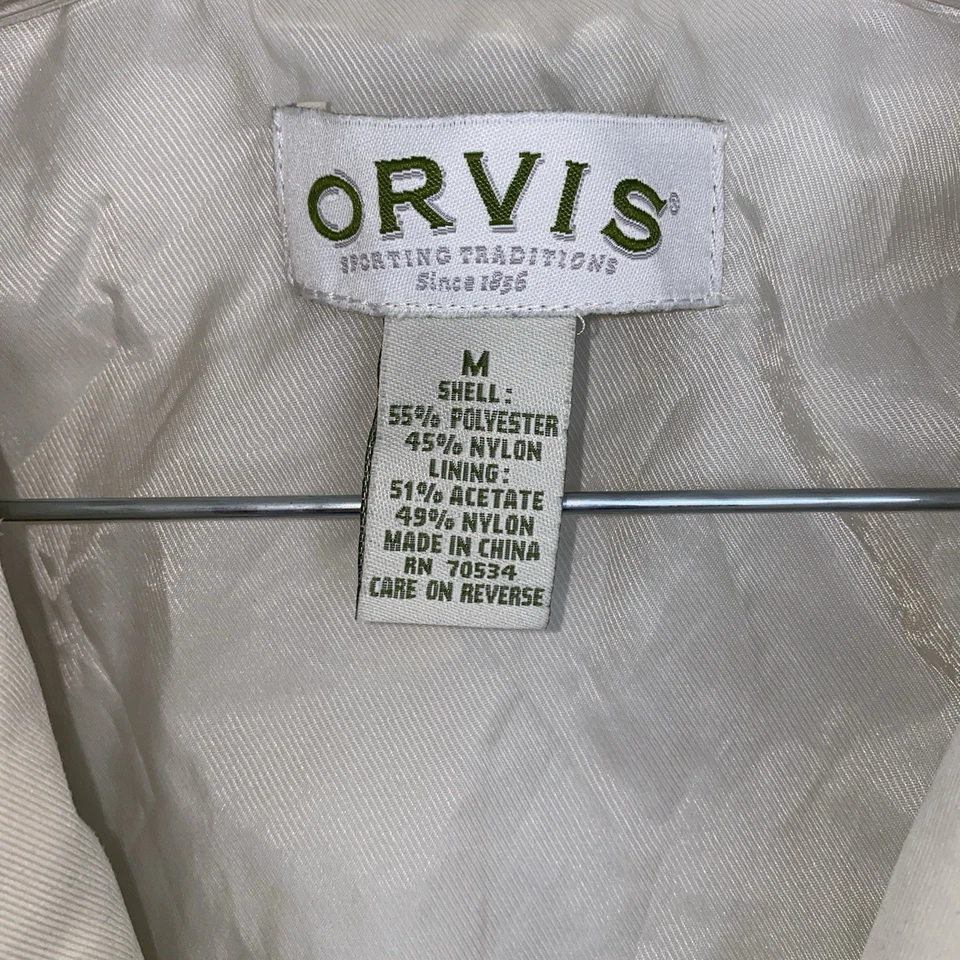 ORVIS®
SPORTING TRADITIONS
Since 1856
M
SHELL:
55% POLYESTER
45% NYLON
LINING:
51% ACETATE
49% NYLON
MADE IN CHINA
RN 70534
CARE ON REVERSE